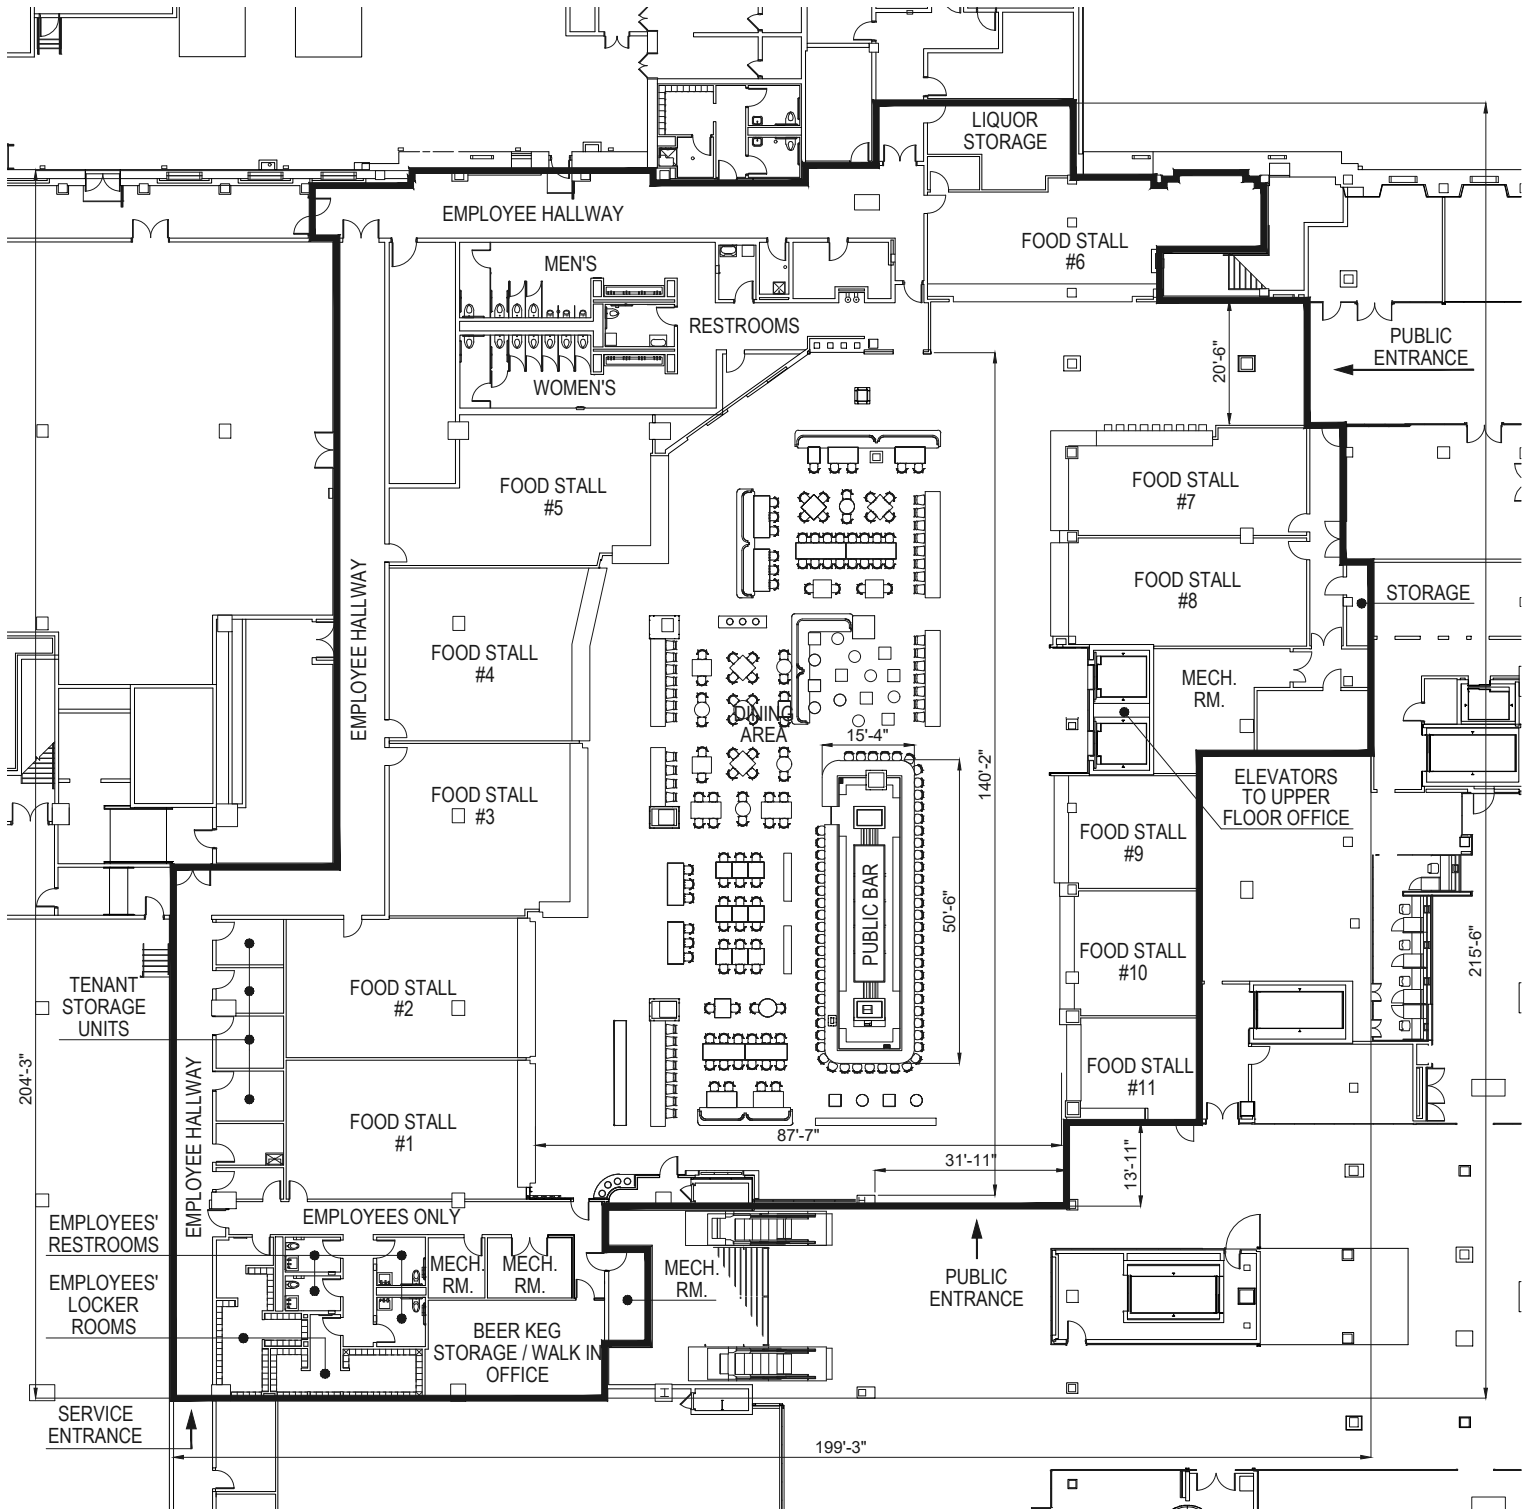 LIQUOR
STORAGE
EMPLOYEE HALLWAY
FOOD STALL
#6
MEN'S
RESTROOMS
WOMEN'S
20'-6"
PUBLIC
ENTRANCE
FOOD STALL
#5
FOOD STALL
#7
EMPLOYEE HALLWAY
FOOD STALL
#8
STORAGE
FOOD STALL
#4
MECH.
RM.
DINING
AREA
15'-4"
140'-2"
ELEVATORS
TO UPPER
FLOOR OFFICE
FOOD STALL
#3
FOOD STALL
#9
PUBLIC BAR
50'-6"
215'-6"
TENANT
STORAGE
UNITS
FOOD STALL
#2
FOOD STALL
#10
204'-3"
EMPLOYEE HALLWAY
FOOD STALL
#11
FOOD STALL
#1
87'-7"
31'-11"
13'-11"
EMPLOYEES'
RESTROOMS
EMPLOYEES ONLY
MECH.
RM.
MECH.
RM.
MECH.
RM.
PUBLIC
ENTRANCE
EMPLOYEES'
LOCKER
ROOMS
BEER KEG
STORAGE / WALK IN
OFFICE
SERVICE
ENTRANCE
199'-3"